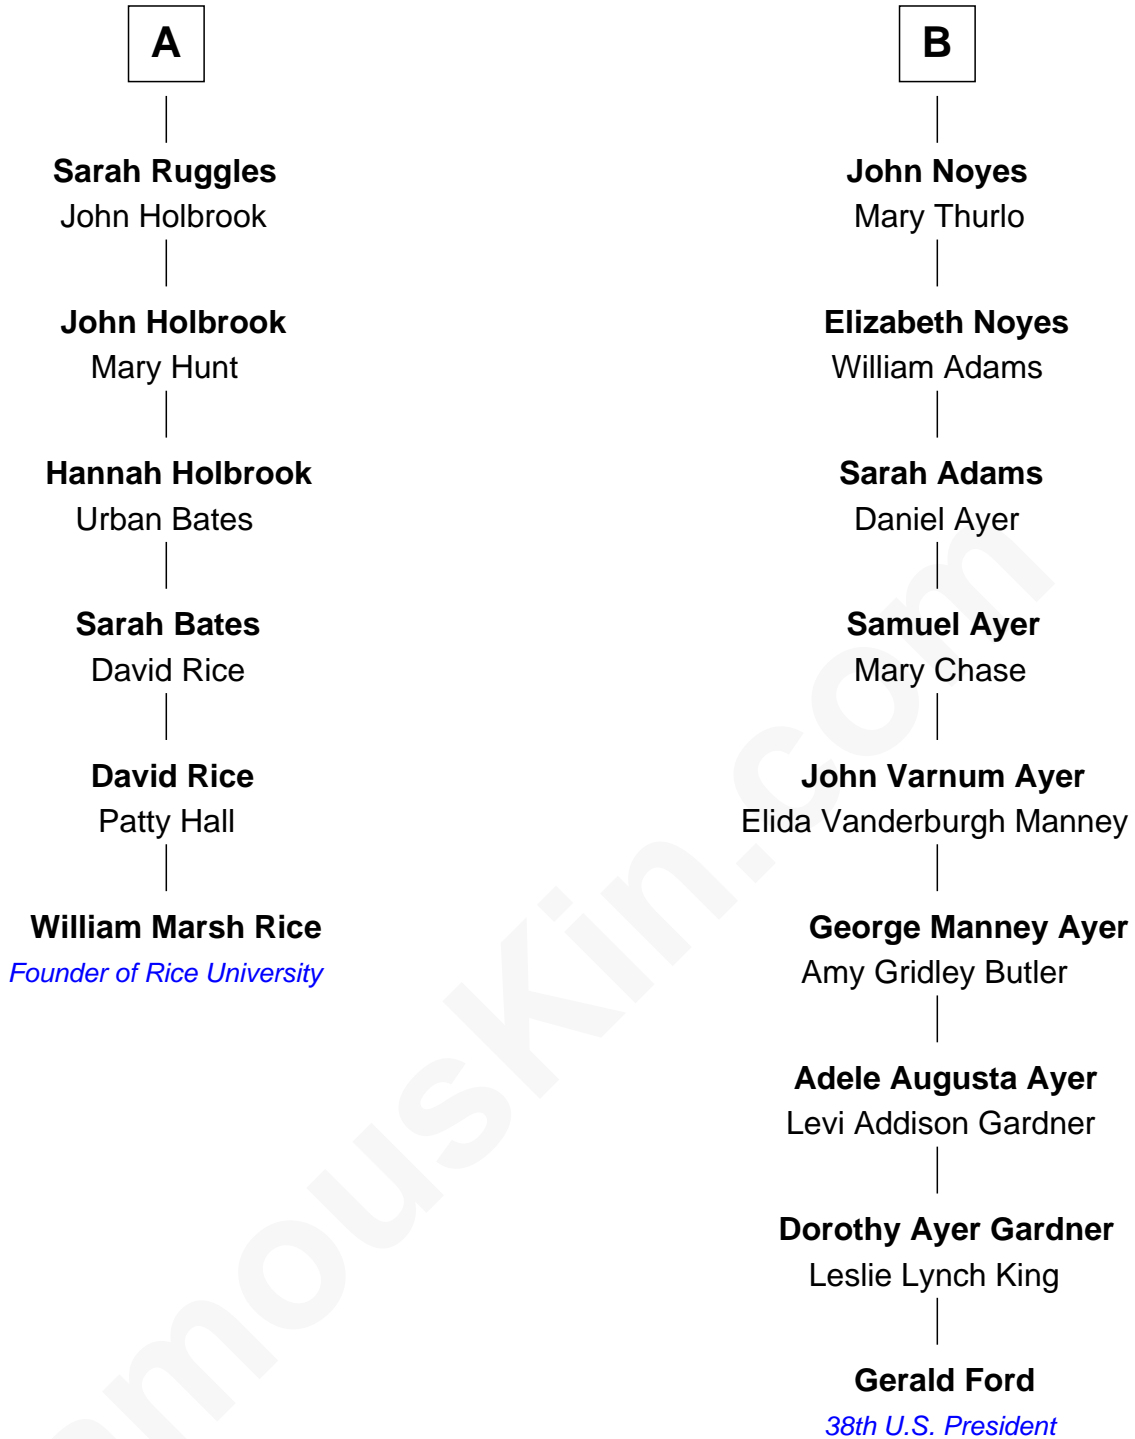 A
Sarah Ruggles
John Holbrook
John Holbrook
Mary Hunt
Hannah Holbrook
Urban Bates
Sarah Bates
David Rice
David Rice
Patty Hall
William Marsh Rice
Founder of Rice University
B
John Noyes
Mary Thurlo
Elizabeth Noyes
William Adams
Sarah Adams
Daniel Ayer
Samuel Ayer
Mary Chase
John Varnum Ayer
Elida Vanderburgh Manney
George Manney Ayer
Amy Gridley Butler
Adele Augusta Ayer
Levi Addison Gardner
Dorothy Ayer Gardner
Leslie Lynch King
Gerald Ford
38th U.S. President
amousKin.com